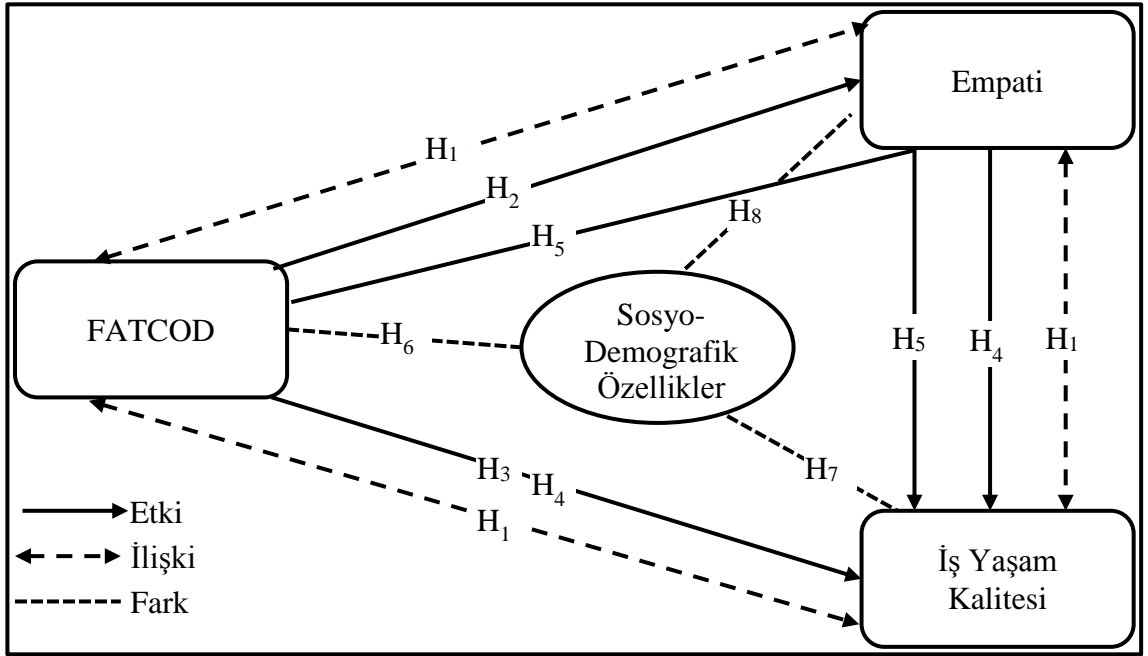 Empati
H1
H2
H8
H5
FATCOD
Sosyo-
Demografik
Özellikler
H6
H5
H4
H1
H3
H4
H7
H1
Etki
İlişki
Fark
İş Yaşam
Kalitesi